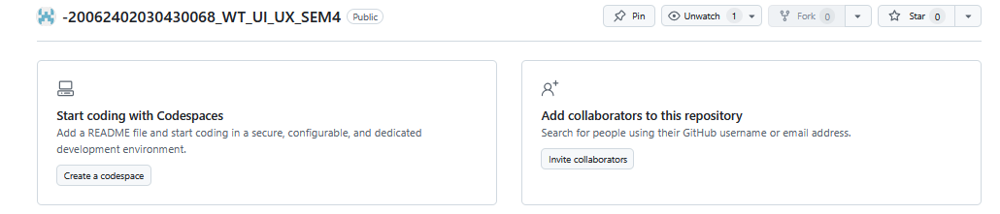 -20062402030430068_WT_UI_UX_SEM4 Public Pin Unwatch 1 Fork 0 Star 0
Start coding with Codespaces
Add a README file and start coding in a secure, configurable, and dedicated
development environment.
Create a codespace
Add collaborators to this repository
Search for people using their GitHub username or email address.
Invite collaborators